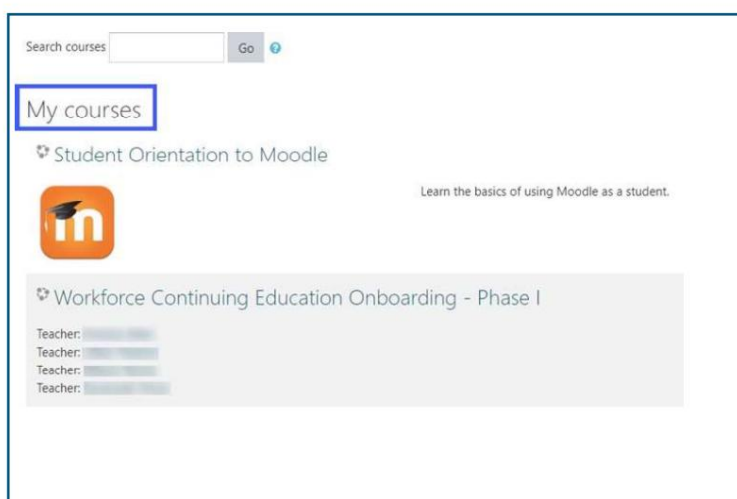 Search courses Go
My courses
Student Orientation to Moodle
Learn the basics of using Moodle as a student.
Workforce Continuing Education Onboarding - Phase I
Teacher:
Teacher:
Teacher:
Teacher: